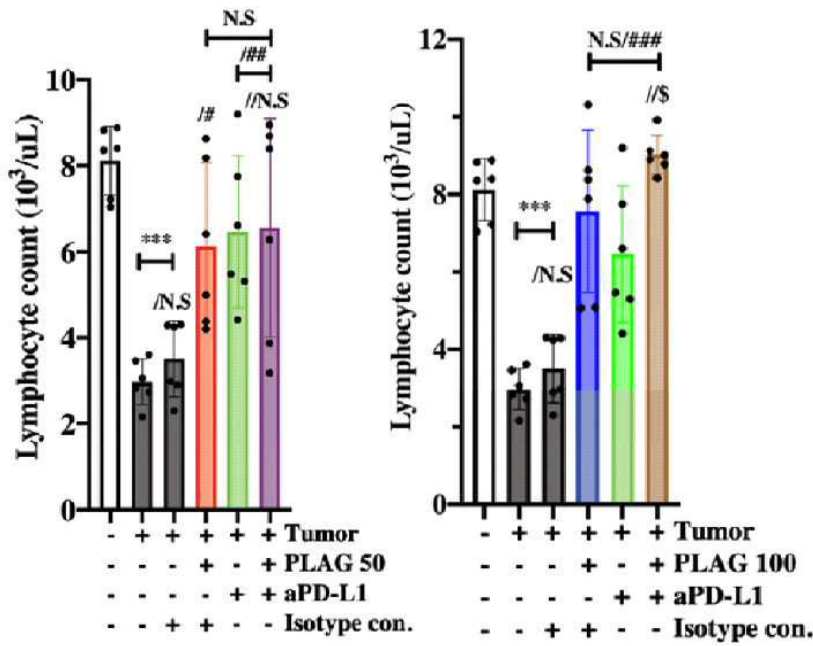 N.S
/##
//N.S
/#
***
/N.S
Lymphocyte count (10³/uL)
10
8
6
4
2
0
- + + + + + Tumor
- - - + - + PLAG 50
- - - - + + aPD-L1
- - + + - - Isotype con.
N.S/###
//$
***
/N.S
Lymphocyte count (10³/uL)
12
8
4
0
- + + + + + Tumor
- - - + - + PLAG 100
- - - - + + aPD-L1
- - + + - - Isotype con.